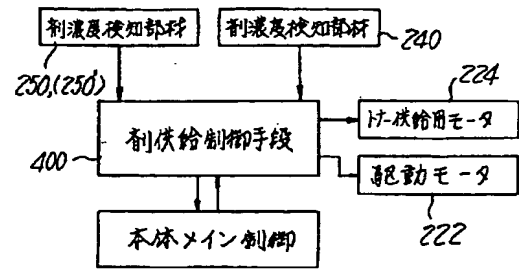 剤濃度検知部材
剤濃度検知部材
250,(250')
240
224
剤供給制御手段
トナー供給用モータ
400
駆動モータ
222
本体メイン制御